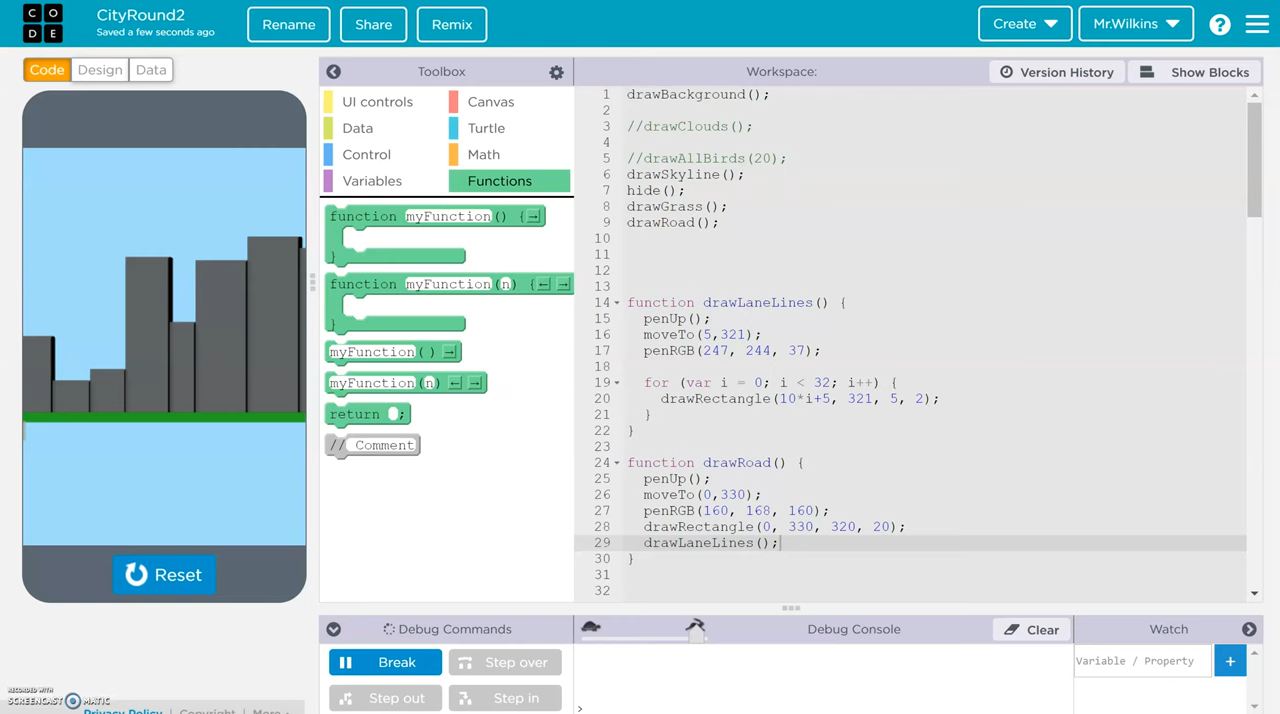 CO
DE
CityRound2
Saved a few seconds ago
Rename
Share
Remix
Create
Mr.Wilkins
?
Code
Design
Data
Toolbox
Workspace:
Version History
Show Blocks
UI controls
Canvas
Data
Turtle
Control
Math
Variables
Functions
function myFunction() {
}
function myFunction(n) {
}
myFunction()
myFunction(n)
return ;
// Comment
1 drawBackground();
2
3 //drawClouds();
4
5 //drawAllBirds(20);
6 drawSkyline();
7 hide();
8 drawGrass();
9 drawRoad();
10
11
12
13
14 function drawLaneLines() {
15 penUp();
16 moveTo(5,321);
17 penRGB(247, 244, 37);
18
19 for (var i = 0; i < 32; i++) {
20 drawRectangle(10*i+5, 321, 5, 2);
21 }
22 }
23
24 function drawRoad() {
25 penUp();
26 moveTo(0,330);
27 penRGB(160, 168, 160);
28 drawRectangle(0, 330, 320, 20);
29 drawLaneLines();
30 }
31
32
Reset
Debug Commands
Debug Console
Clear
Watch
Break
Step over
Step out
Step in
Variable / Property
+
>
RECORDED WITH
SCREENCAST MATIC
Privacy Policy
Copyright
More